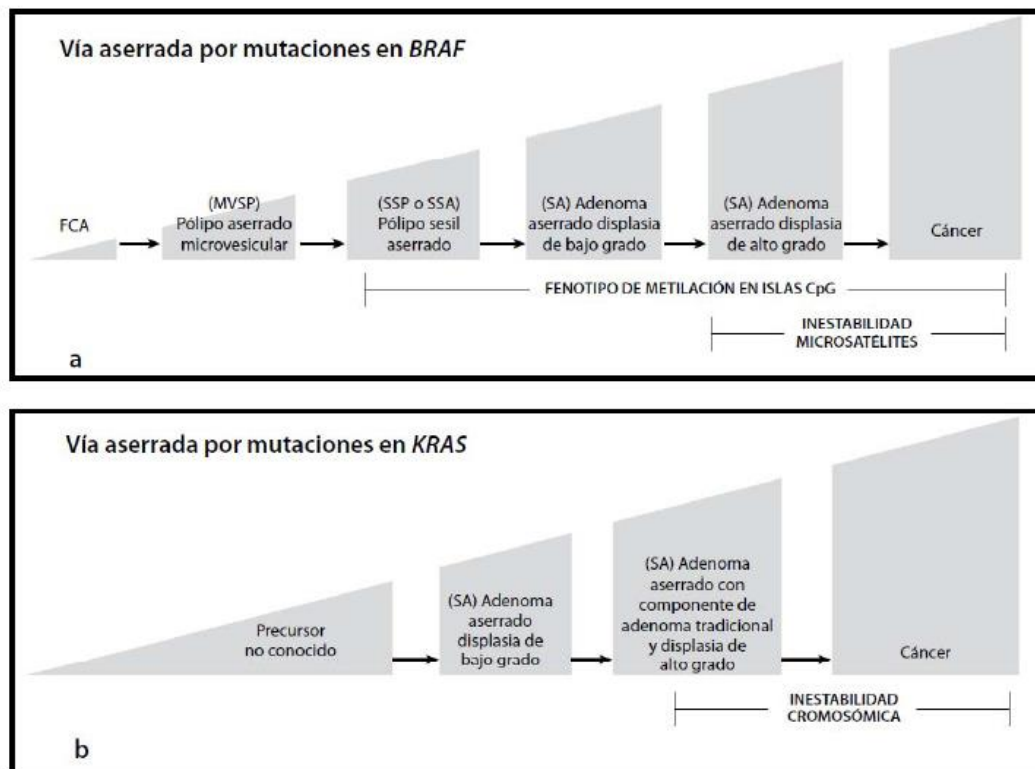 Vía aserrada por mutaciones en BRAF
FCA
(MVSP)
Pólipo aserrado
microvesicular
(SSP o SSA)
Pólipo sesil
aserrado
(SA) Adenoma
aserrado displasia
de bajo grado
(SA) Adenoma
aserrado displasia
de alto grado
Cáncer
FENOTIPO DE METILACIÓN EN ISLAS CpG
INESTABILIDAD
MICROSATÉLITES
a
Vía aserrada por mutaciones en KRAS
Precursor
no conocido
(SA) Adenoma
aserrado
displasia de
bajo grado
(SA) Adenoma
aserrado con
componente de
adenoma tradicional
y displasia de
alto grado
Cáncer
INESTABILIDAD
CROMOSÓMICA
b